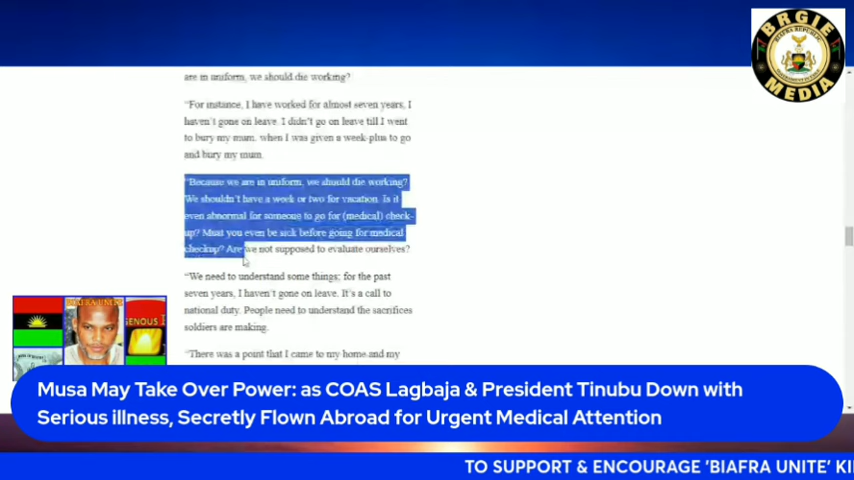 BRGIE
BIAFRA REPUBLIC
MEDIA
are in uniform, we should die working?
“For instance, I have worked for almost seven years, I
haven’t gone on leave. I didn’t go on leave till I went
to bury my mum. when I was given a week-plus to go
and bury my mum.
“Because we are in uniform, we should die working?
We shouldn’t have a week or two for vacation. Is it
even abnormal for someone to go for (medical) check-
up? Must you even be sick before going for medical
checkup? Are we not supposed to evaluate ourselves?
“We need to understand some things; for the past
seven years, I haven’t gone on leave. It’s a call to
national duty. People need to understand the sacrifices
soldiers are making.
“There was a point that I came to my home and my
BIAFRA UNITE
GENOUS I
Musa May Take Over Power: as COAS Lagbaja & President Tinubu Down with
Serious illness, Secretly Flown Abroad for Urgent Medical Attention
TO SUPPORT & ENCOURAGE ‘BIAFRA UNITE’ KI